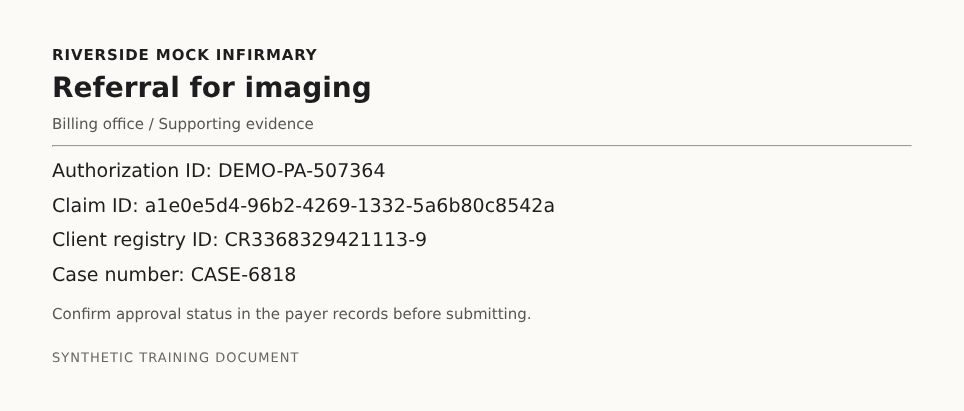 RIVERSIDE MOCK INFIRMARY
Referral for imaging
Billing office / Supporting evidence
Authorization ID: DEMO-PA-507364
Claim ID: a1e0e5d4-96b2-4269-1332-5a6b80c8542a
Client registry ID: CR3368329421113-9
Case number: CASE-6818
Confirm approval status in the payer records before submitting.
SYNTHETIC TRAINING DOCUMENT